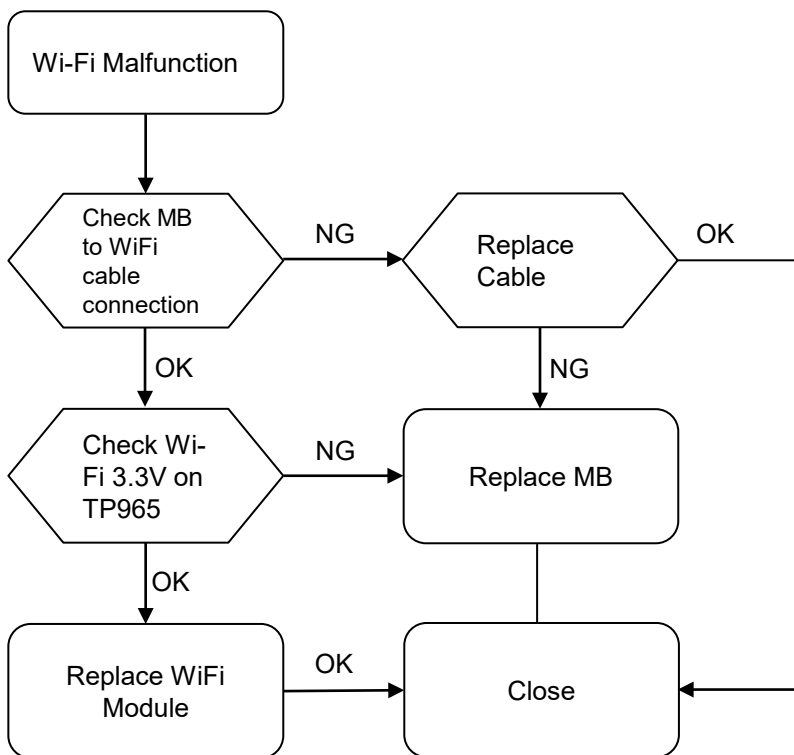 Wi-Fi Malfunction
Check MB
to WiFi
cable
connection
NG
Replace
Cable
OK
OK
NG
Check Wi-
Fi 3.3V on
TP965
NG
Replace MB
OK
Replace WiFi
Module
OK
Close